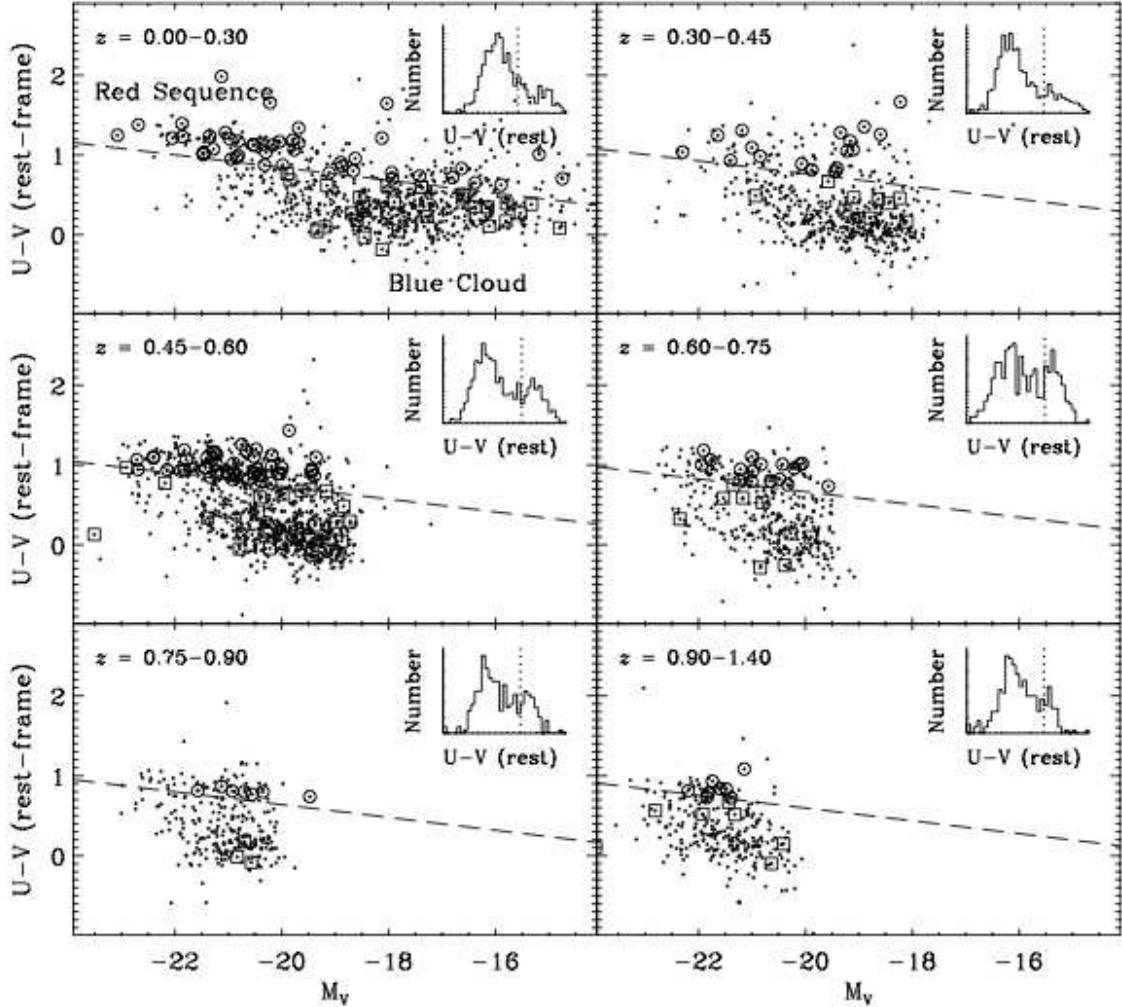 z = 0.00−0.30
Red Sequence
Blue Cloud
Number
U−V (rest)
z = 0.30−0.45
Number
U−V (rest)
U−V (rest−frame)
2
1
0
z = 0.45−0.60
Number
U−V (rest)
z = 0.60−0.75
Number
U−V (rest)
U−V (rest−frame)
2
1
0
z = 0.75−0.90
Number
U−V (rest)
z = 0.90−1.40
Number
U−V (rest)
U−V (rest−frame)
2
1
0
−22 −20 −18 −16
−22 −20 −18 −16
M_V
M_V